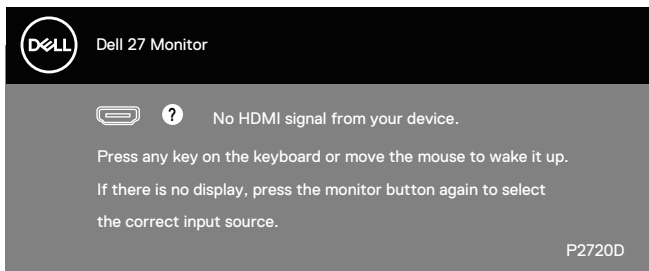 DELL
Dell 27 Monitor
? No HDMI signal from your device.
Press any key on the keyboard or move the mouse to wake it up.
If there is no display, press the monitor button again to select
the correct input source.
P2720D